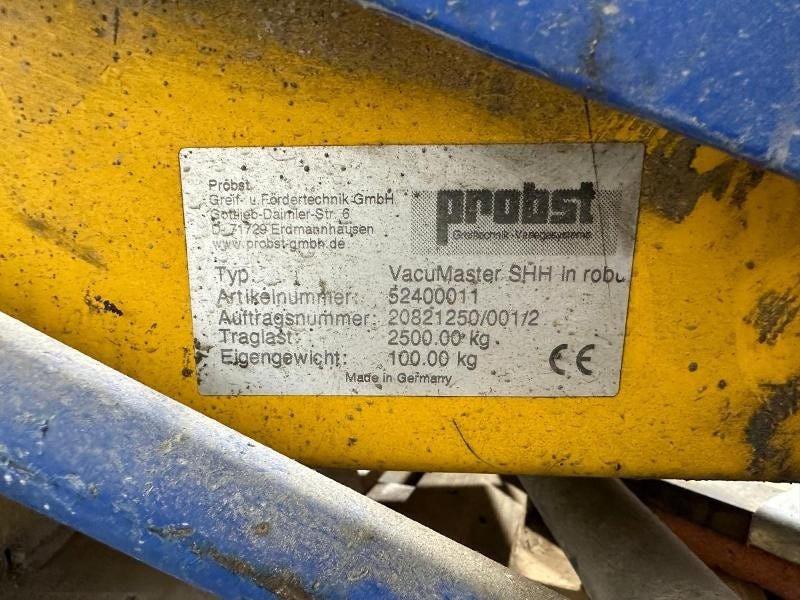 Probst
Greif- u. Fördertechnik GmbH
Gottlieb-Daimler-Str. 6
D- 71729 Erdmannhausen
www.probst-gmbh.de
probst
Greiftechnik-Verlegesysteme
Typ: VacuMaster SHH in robu
Artikelnummer: 52400011
Auftragsnummer: 20821250/001/2
Traglast: 2500.00 kg
Eigengewicht: 100.00 kg
CE
Made in Germany